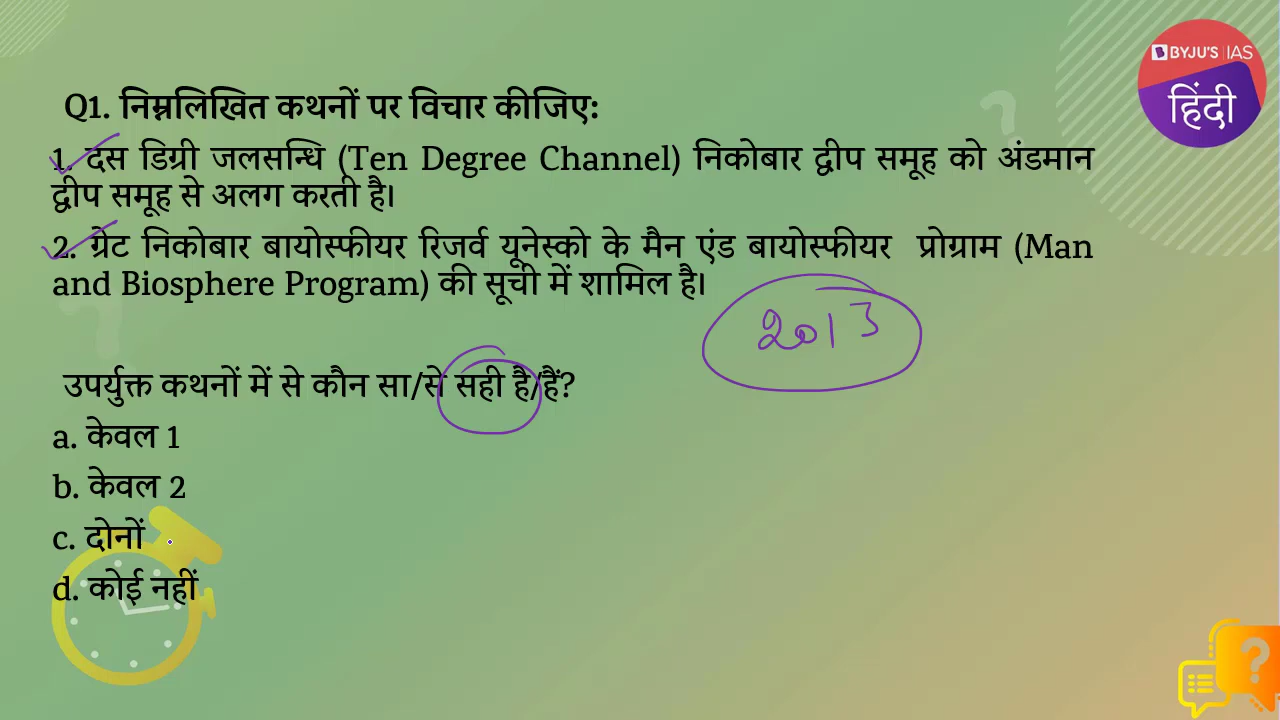 BYJU'S IAS
हिंदी
Q1. निम्नलिखित कथनों पर विचार कीजिए:
1. दस डिग्री जलसन्धि (Ten Degree Channel) निकोबार द्वीप समूह को अंडमान
द्वीप समूह से अलग करती है।
2. ग्रेट निकोबार बायोस्फीयर रिजर्व यूनेस्को के मैन एंड बायोस्फीयर प्रोग्राम (Man
and Biosphere Program) की सूची में शामिल है।
2013
उपर्युक्त कथनों में से कौन सा/से सही है/हैं?
a. केवल 1
b. केवल 2
c. दोनों
d. कोई नहीं